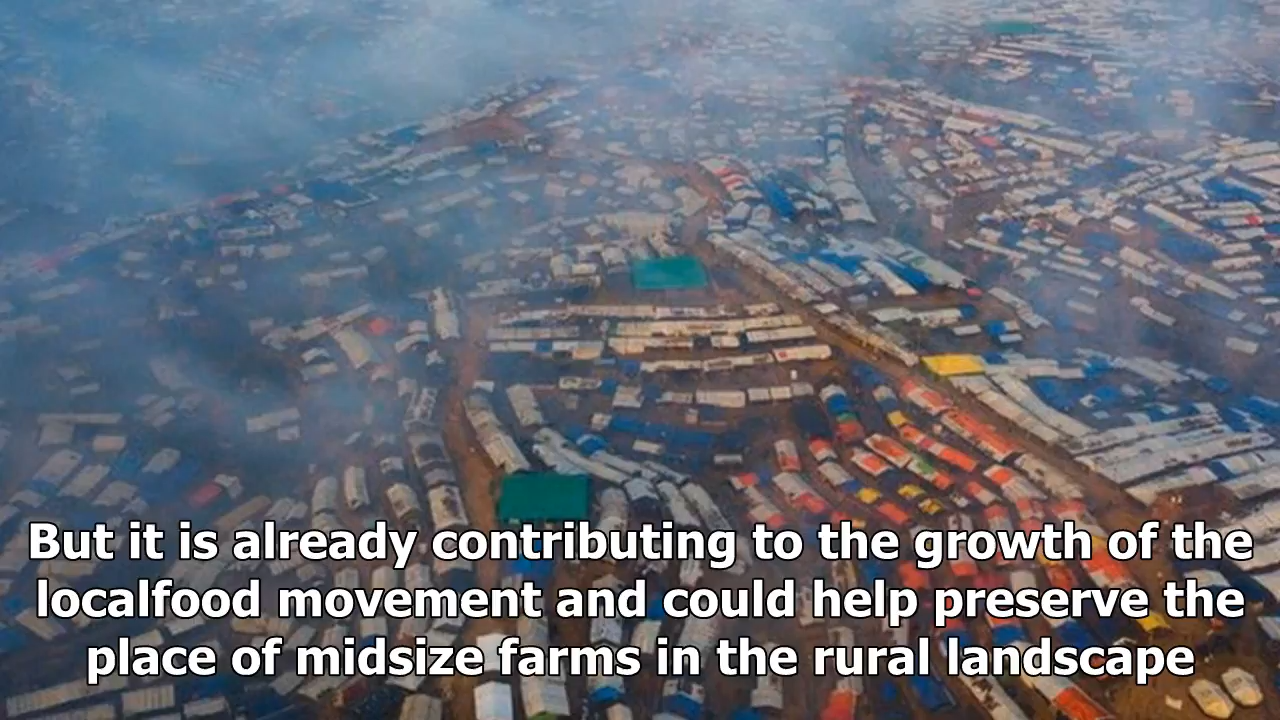 But it is already contributing to the growth of the
localfood movement and could help preserve the
place of midsize farms in the rural landscape